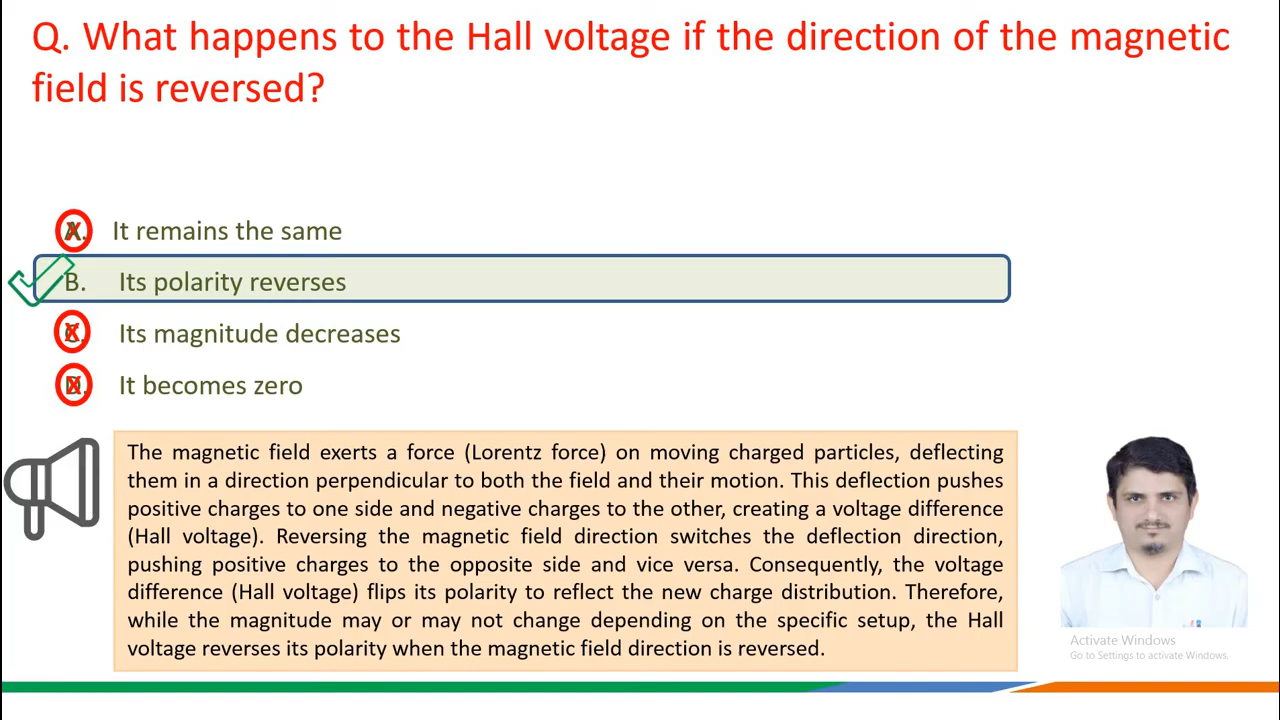 Q. What happens to the Hall voltage if the direction of the magnetic
field is reversed?
A. It remains the same
B. Its polarity reverses
C. Its magnitude decreases
D. It becomes zero
The magnetic field exerts a force (Lorentz force) on moving charged particles, deflecting
them in a direction perpendicular to both the field and their motion. This deflection pushes
positive charges to one side and negative charges to the other, creating a voltage difference
(Hall voltage). Reversing the magnetic field direction switches the deflection direction,
pushing positive charges to the opposite side and vice versa. Consequently, the voltage
difference (Hall voltage) flips its polarity to reflect the new charge distribution. Therefore,
while the magnitude may or may not change depending on the specific setup, the Hall
voltage reverses its polarity when the magnetic field direction is reversed.
Activate Windows
Go to Settings to activate Windows.